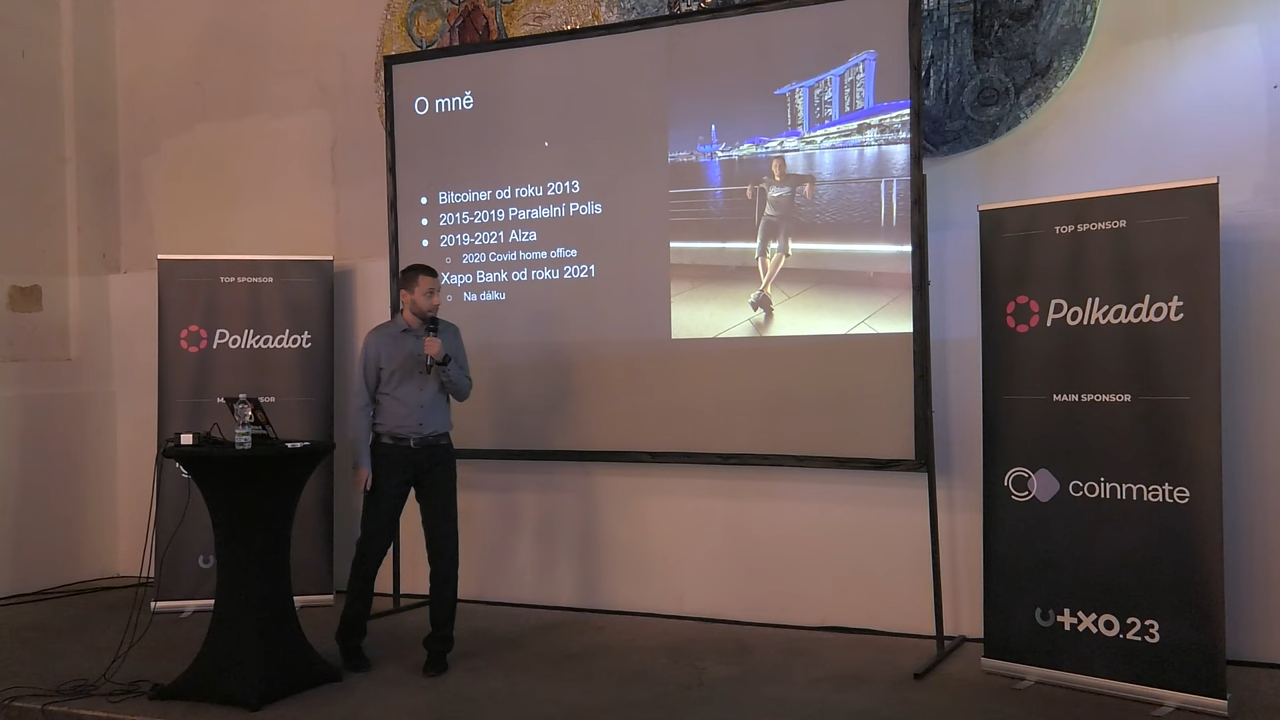 O mně
Bitcoiner od roku 2013
2015-2019 Paralelní Polis
2019-2021 Alza
2020 Covid home office
Xapo Bank od roku 2021
Na dálku
TOP SPONSOR
Polkadot
TOP SPONSOR
Polkadot
MAIN SPONSOR
coinmate
utxo.23